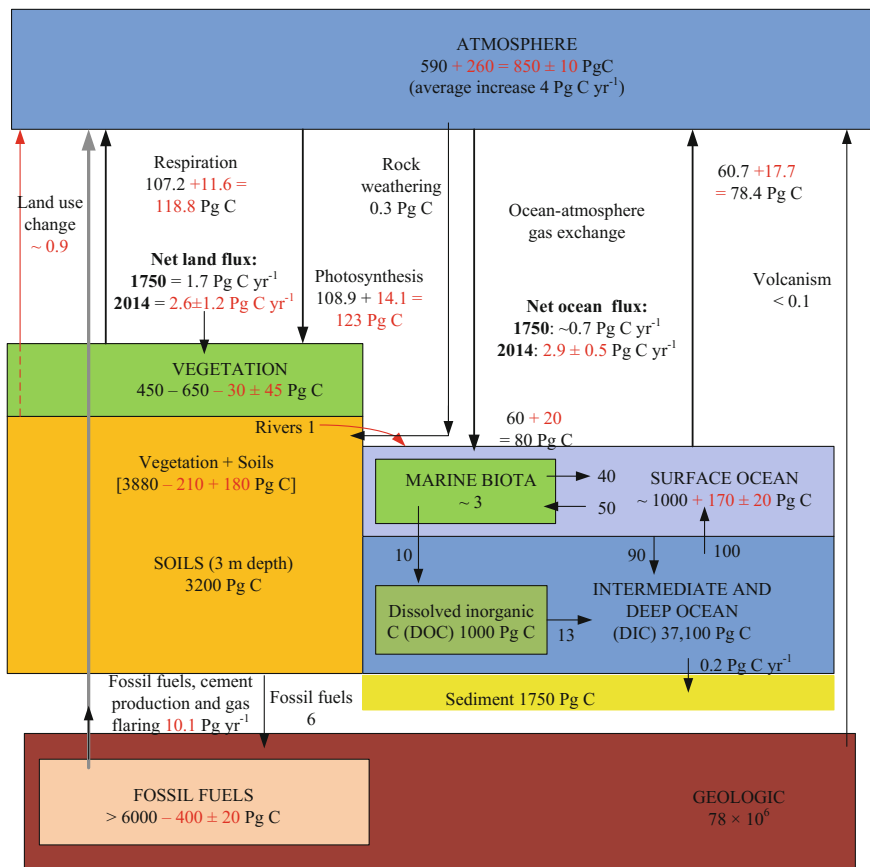 ATMOSPHERE
590 + 260 = 850 ± 10 PgC
(average increase 4 Pg C yr⁻¹)
Respiration
107.2 +11.6 =
118.8 Pg C
Land use
change
~ 0.9
Net land flux:
1750 = 1.7 Pg C yr⁻¹
2014 = 2.6±1.2 Pg C yr⁻¹
Photosynthesis
108.9 + 14.1 =
123 Pg C
Rock
weathering
0.3 Pg C
Ocean-atmosphere
gas exchange
Net ocean flux:
1750: ~0.7 Pg C yr⁻¹
2014: 2.9 ± 0.5 Pg C yr⁻¹
60.7 +17.7
= 78.4 Pg C
Volcanism
< 0.1
VEGETATION
450 – 650 – 30 ± 45 Pg C
Rivers 1
60 + 20
= 80 Pg C
Vegetation + Soils
[3880 – 210 + 180 Pg C]
SOILS (3 m depth)
3200 Pg C
MARINE BIOTA
~ 3
40
50
SURFACE OCEAN
~ 1000 + 170 ± 20 Pg C
10
90
100
Dissolved inorganic
C (DOC) 1000 Pg C
13
INTERMEDIATE AND
DEEP OCEAN
(DIC) 37,100 Pg C
0.2 Pg C yr⁻¹
Sediment 1750 Pg C
Fossil fuels, cement
production and gas
flaring 10.1 Pg yr⁻¹
Fossil fuels
6
FOSSIL FUELS
> 6000 – 400 ± 20 Pg C
GEOLOGIC
78 × 10⁶